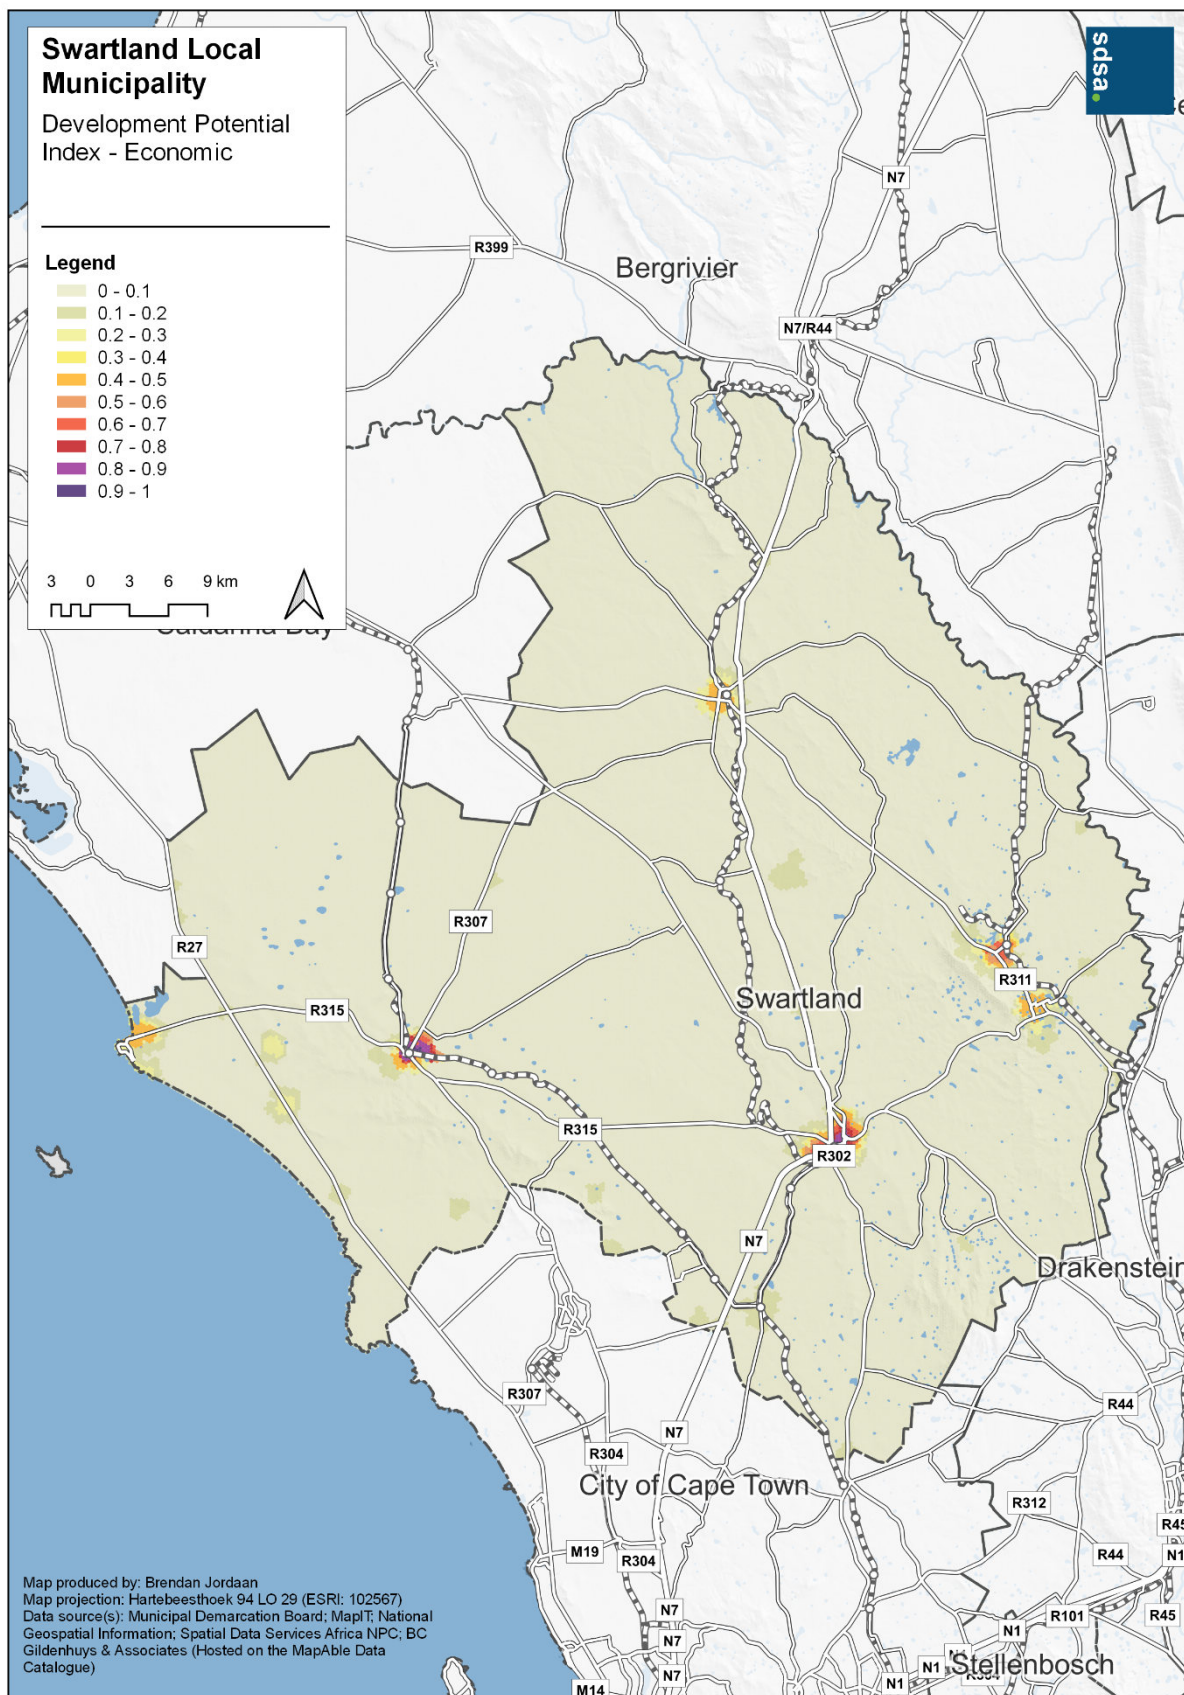 Swartland Local
Municipality
Development Potential
Index - Economic
Legend
0 - 0.1
0.1 - 0.2
0.2 - 0.3
0.3 - 0.4
0.4 - 0.5
0.5 - 0.6
0.6 - 0.7
0.7 - 0.8
0.8 - 0.9
0.9 - 1
3 0 3 6 9 km
sdsa.
N7
R399
Bergrivier
N7/R44
R307
R27
R311
Swartland
R315
R315
R302
N7
Drakenstein
R307
R44
N7
R304
City of Cape Town
R312
R45
M19
R304
R44
N1
N7
R101
R45
N7
N1
N7
N1
Stellenbosch
R304
M14
N1
Map produced by: Brendan Jordaan
Map projection: Hartebeesthoek 94 LO 29 (ESRI: 102567)
Data source(s): Municipal Demarcation Board; MapIT; National
Geospatial Information; Spatial Data Services Africa NPC; BC
Gildenhuys & Associates (Hosted on the MapAble Data
Catalogue)